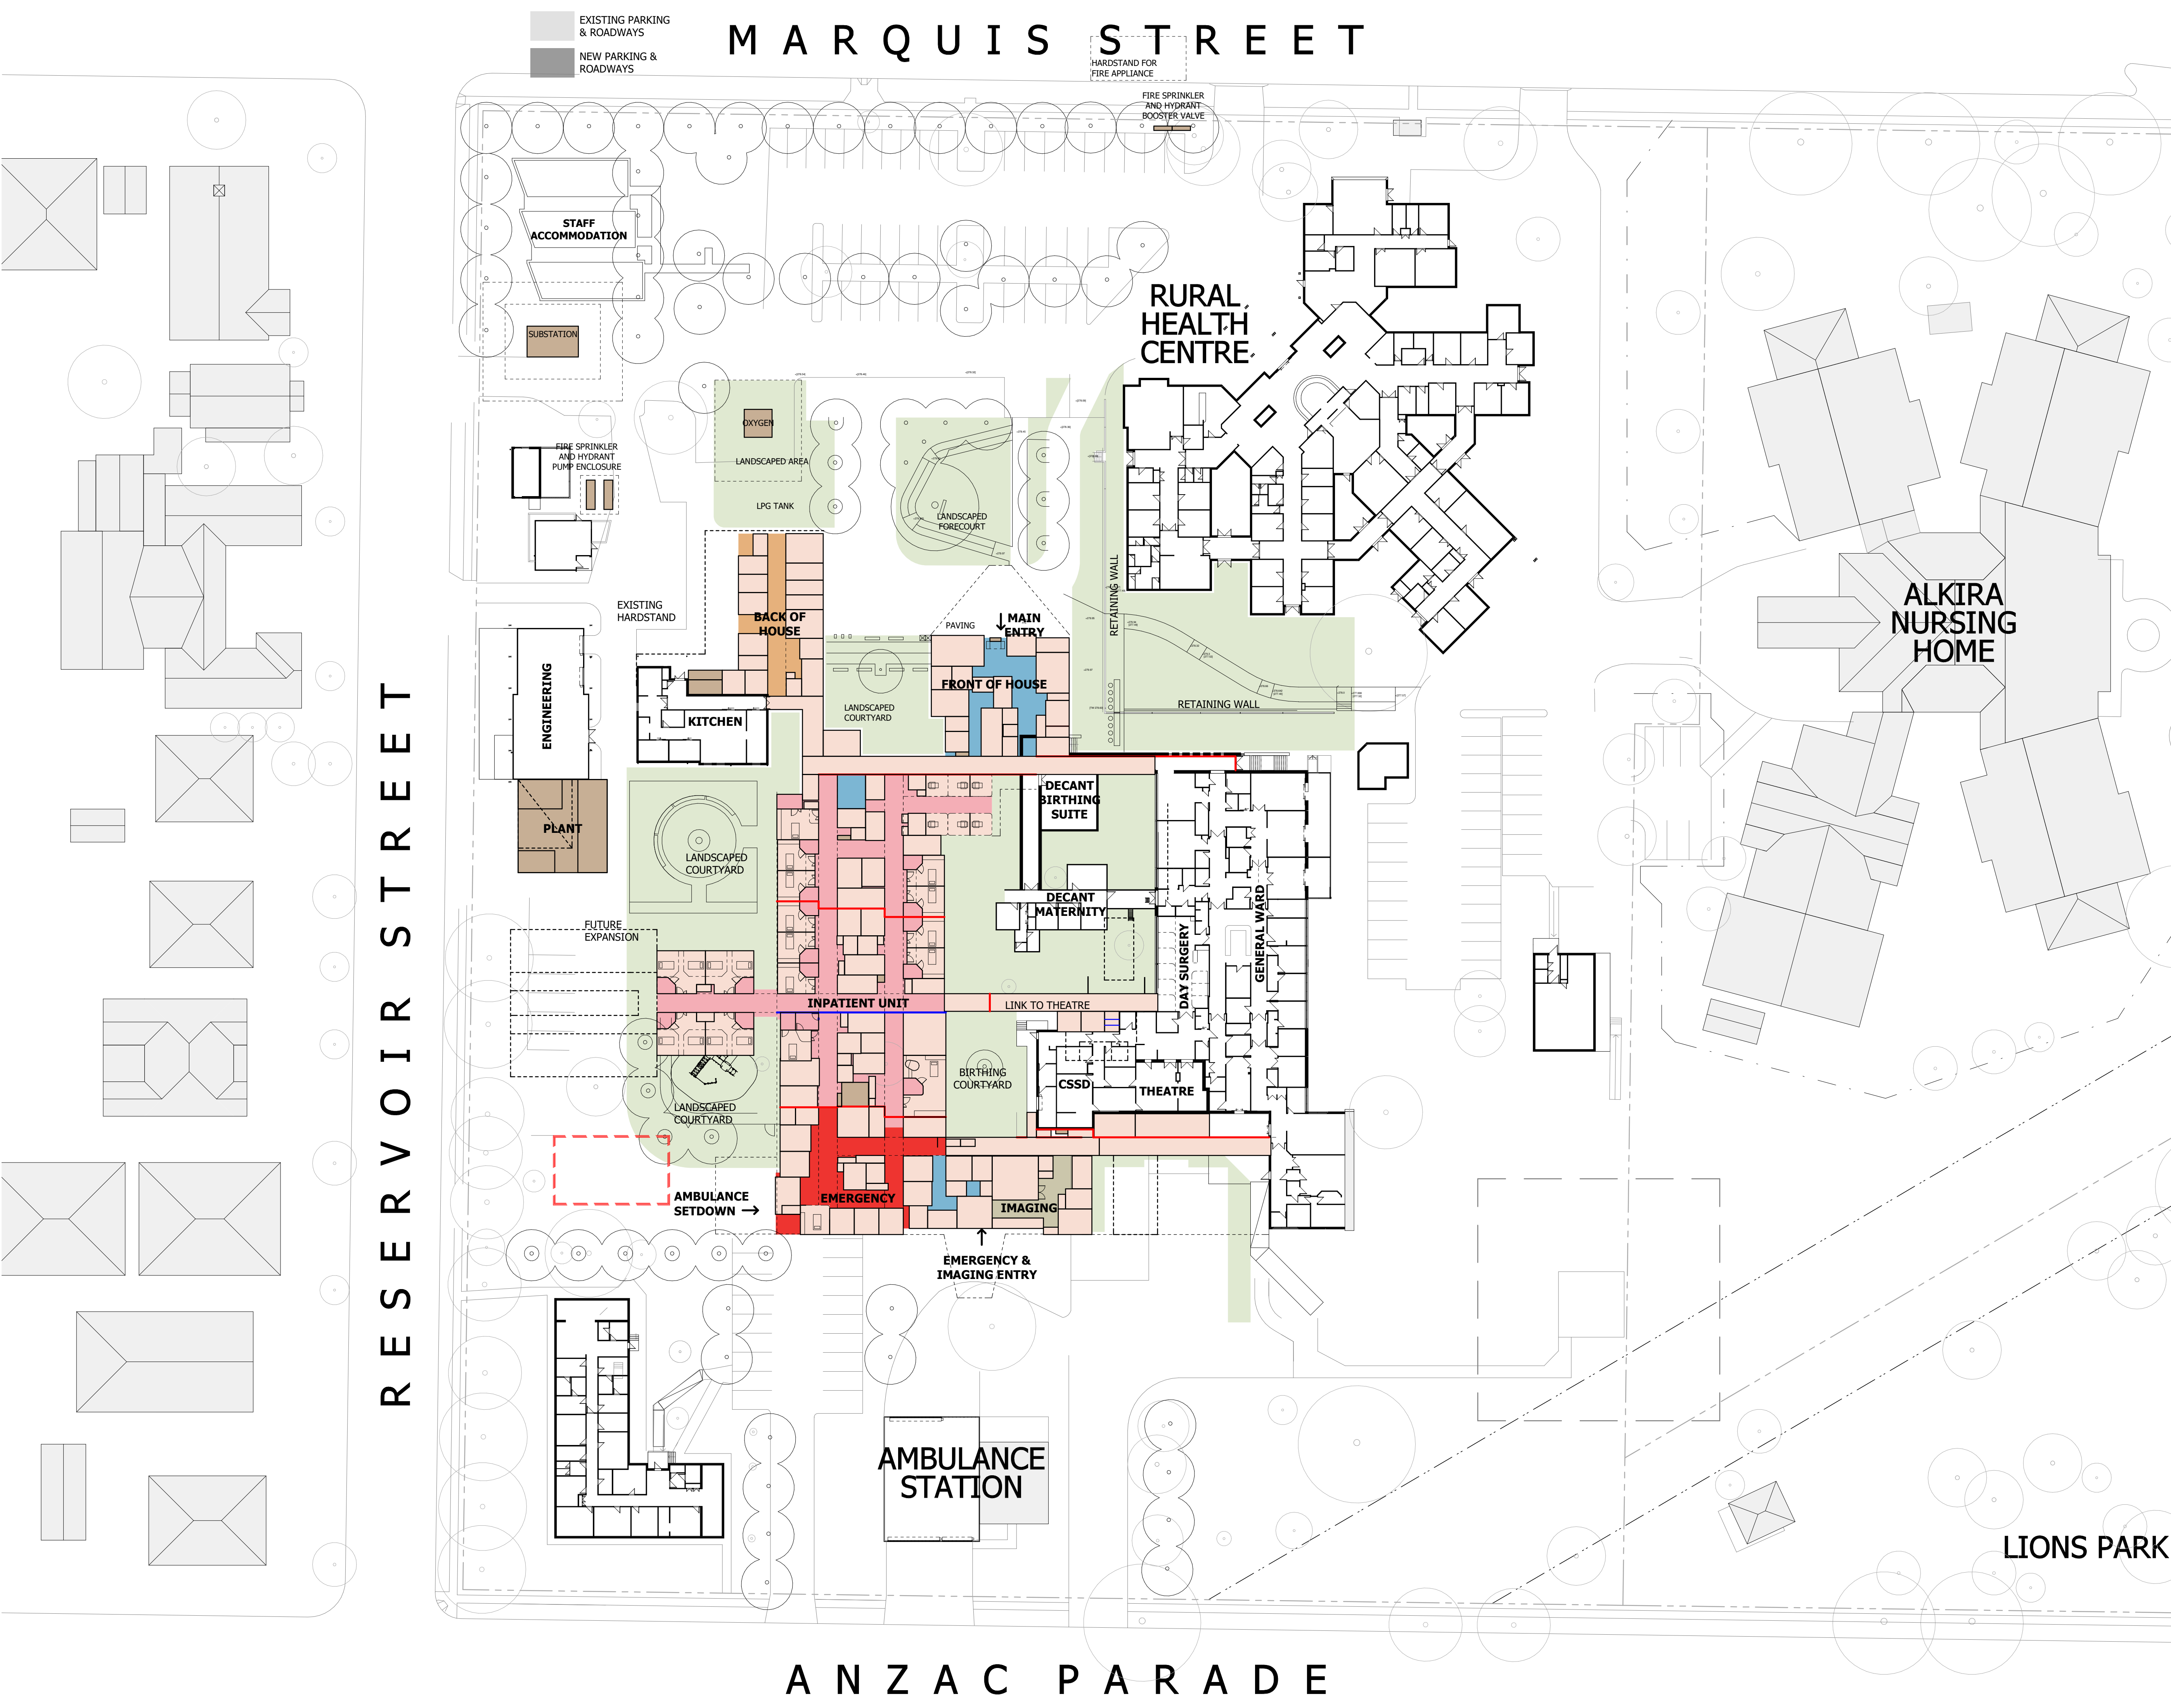 EXISTING PARKING
& ROADWAYS
NEW PARKING &
ROADWAYS
MARQUIS STREET
HARDSTAND FOR
FIRE APPLIANCE
FIRE SPRINKLER
AND HYDRANT
BOOSTER VALVE
STAFF
ACCOMMODATION
SUBSTATION
RURAL
HEALTH
CENTRE
OXYGEN
LANDSCAPED AREA
LPG TANK
FIRE SPRINKLER
AND HYDRANT
PUMP ENCLOSURE
LANDSCAPED
FORECOURT
RETAINING WALL
EXISTING
HARDSTAND
BACK OF
HOUSE
PAVING
MAIN
ENTRY
FRONT OF HOUSE
ALKIRA
NURSING
HOME
ENGINEERING
KITCHEN
LANDSCAPED
COURTYARD
RETAINING WALL
RESERVOIR STREET
PLANT
DECANT
BIRTHING
SUITE
LANDSCAPED
COURTYARD
DECANT
MATERNITY
FUTURE
EXPANSION
DAY SURGERY
GENERAL WARD
INPATIENT UNIT
LINK TO THEATRE
BIRTHING
COURTYARD
CSSD
THEATRE
LANDSCAPED
COURTYARD
AMBULANCE
SETDOWN
EMERGENCY
IMAGING
EMERGENCY &
IMAGING ENTRY
AMBULANCE
STATION
LIONS PARK
ANZAC PARADE